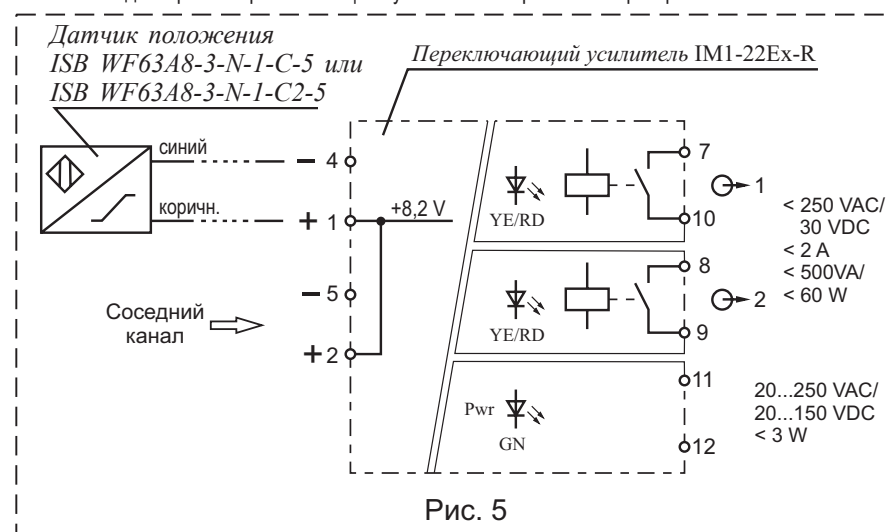 Датчик положения
ISB WF63A8-3-N-1-C-5 или
ISB WF63A8-3-N-1-C2-5
Переключающий усилитель IM1-22Ex-R
синий
− 4
коричн.
+ 1
+8,2 V
− 5
+ 2
Соседний
канал
YE/RD
7
10
1
YE/RD
8
9
2
< 250 VAC/
30 VDC
< 2 A
< 500VA/
< 60 W
Pwr
GN
11
12
20...250 VAC/
20...150 VDC
< 3 W
Рис. 5